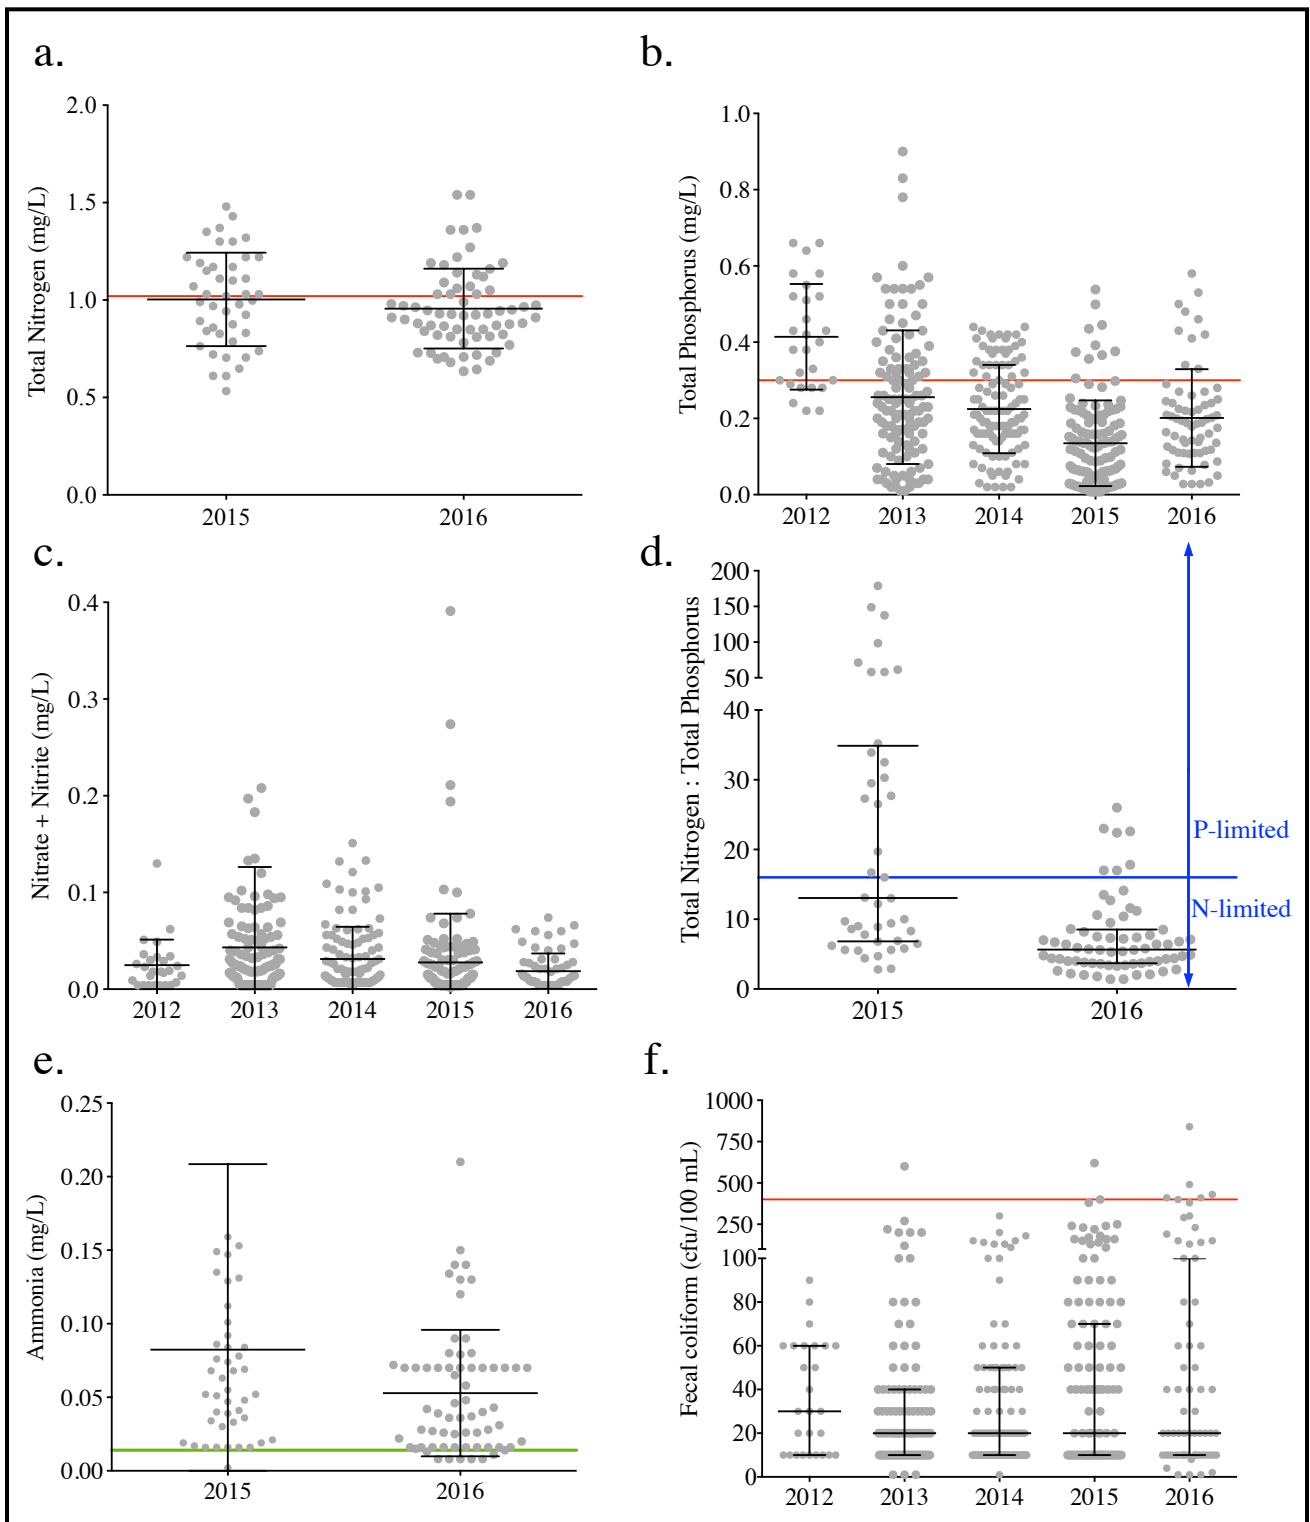 a.
Total Nitrogen (mg/L)
2.0
1.5
1.0
0.5
0.0
2015 2016
b.
Total Phosphorus (mg/L)
1.0
0.8
0.6
0.4
0.2
0.0
2012 2013 2014 2015 2016
c.
Nitrate + Nitrite (mg/L)
0.4
0.3
0.2
0.1
0.0
2012 2013 2014 2015 2016
d.
Total Nitrogen : Total Phosphorus
200
150
100
50
40
30
20
10
0
P-limited
N-limited
2015 2016
e.
Ammonia (mg/L)
0.25
0.20
0.15
0.10
0.05
0.00
2015 2016
f.
Fecal coliform (cfu/100 mL)
1000
750
500
250
100
80
60
40
20
0
2012 2013 2014 2015 2016